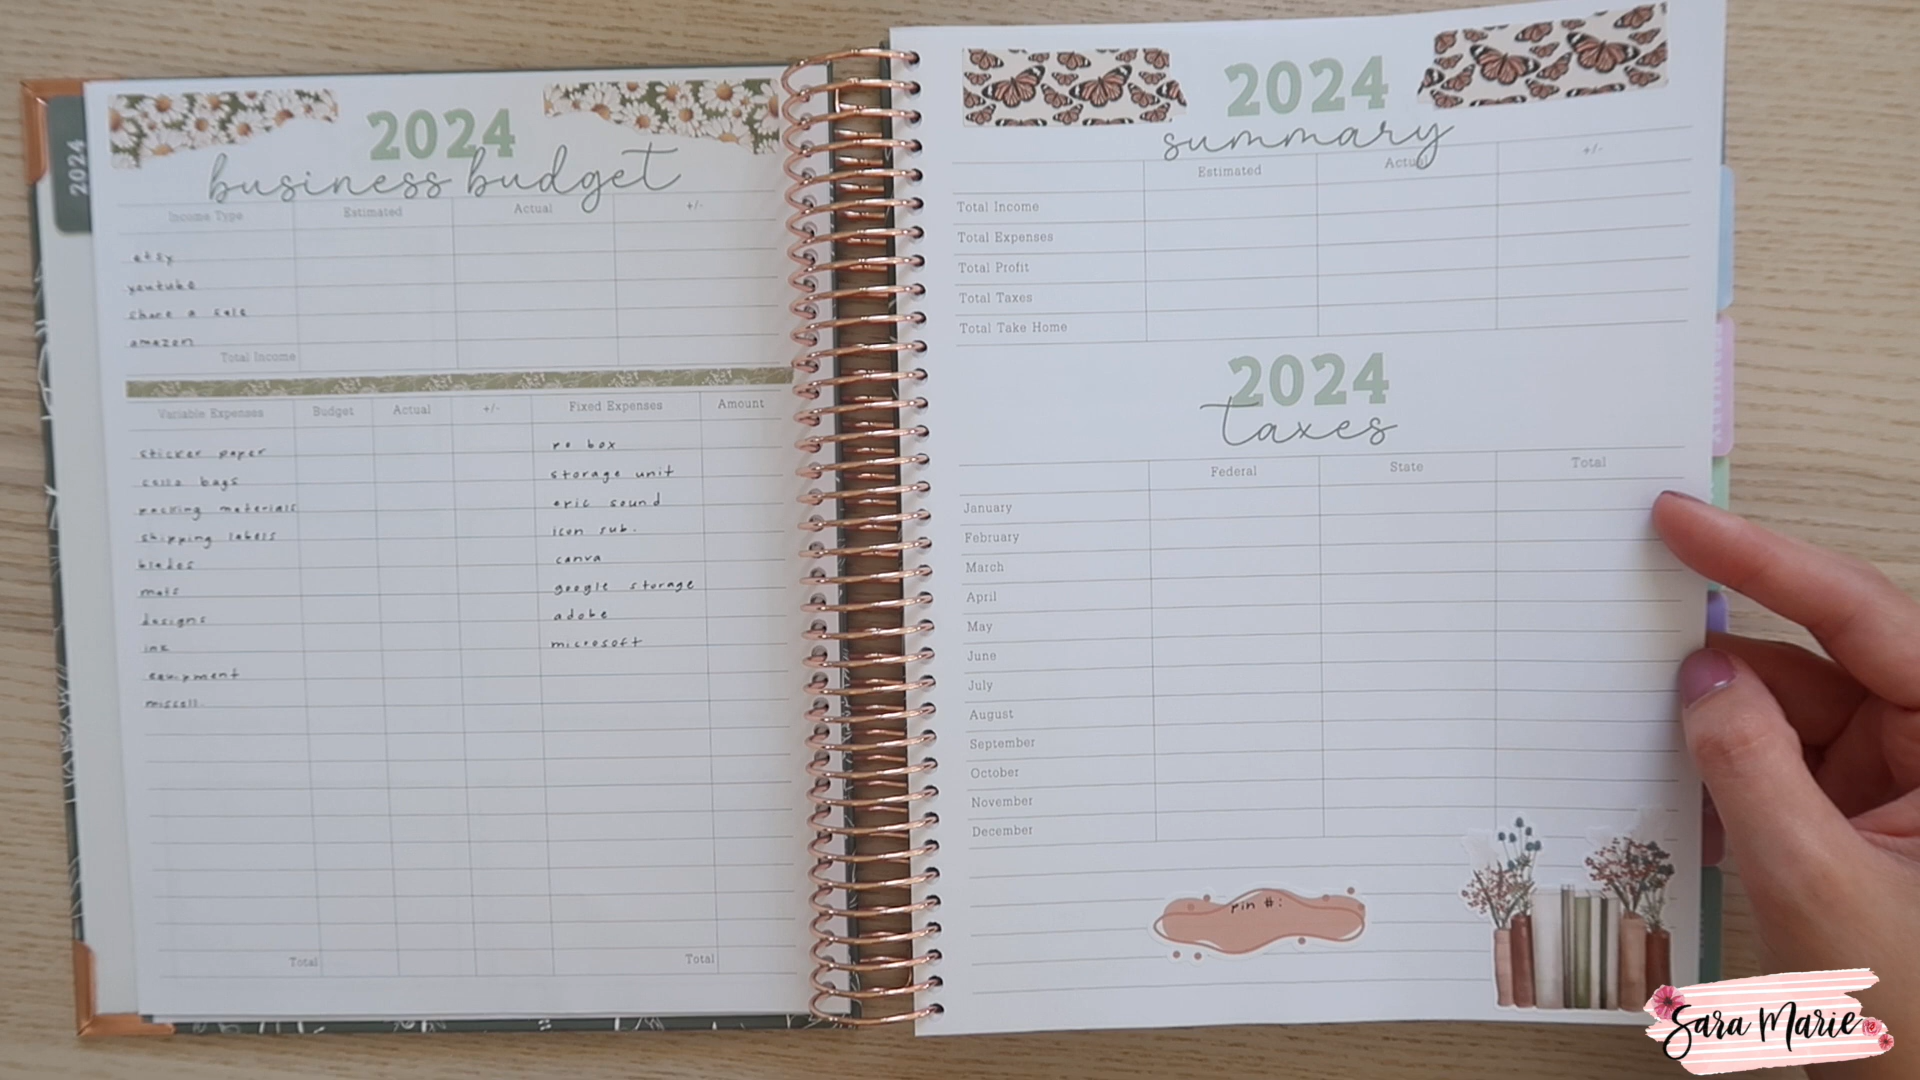 2024
2024
business budget
Income Type Estimated Actual +/-
etsy
youtube
share a sale
amazon
Total Income
Variable Expenses Budget Actual +/- Fixed Expenses Amount
sticker paper po box
cello bags storage unit
packing materials epic sound
shipping labels icon sub.
blades canva
mats google storage
designs adobe
ink microsoft
equipment
miscell.
Total Total
2024
summary
Estimated Actual +/-
Total Income
Total Expenses
Total Profit
Total Taxes
Total Take Home
2024
taxes
Federal State Total
January
February
March
April
May
June
July
August
September
October
November
December
pin #:
Sara Marie